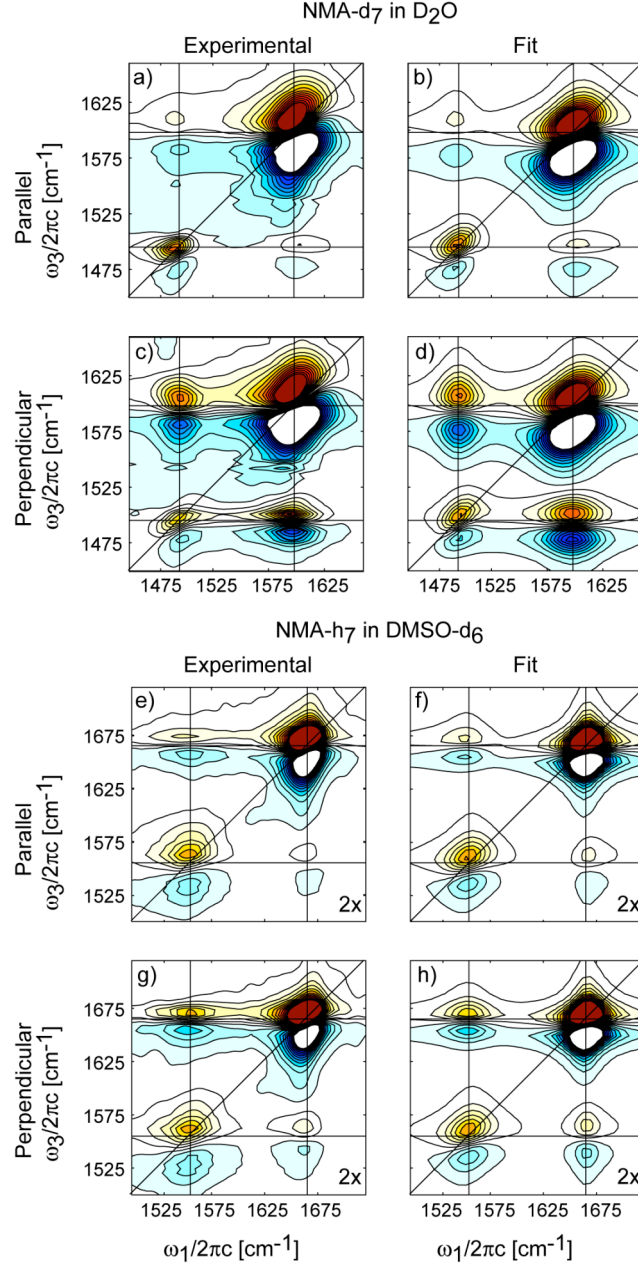 NMA-d7 in D2O
Experimental Fit
a) b)
Parallel
ω3/2πc [cm-1]
1625
1575
1525
1475
c) d)
Perpendicular
ω3/2πc [cm-1]
1625
1575
1525
1475
1475 1525 1575 1625 1475 1525 1575 1625
NMA-h7 in DMSO-d6
Experimental Fit
e) f)
Parallel
ω3/2πc [cm-1]
1675
1625
1575
1525
2x 2x
g) h)
Perpendicular
ω3/2πc [cm-1]
1675
1625
1575
1525
2x 2x
1525 1575 1625 1675 1525 1575 1625 1675
ω1/2πc [cm-1] ω1/2πc [cm-1]